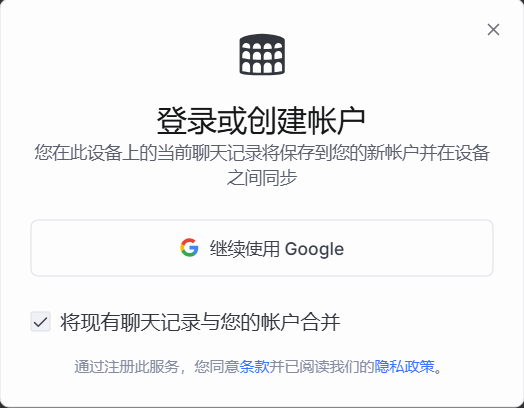 登录或创建帐户
您在此设备上的当前聊天记录将保存到您的新帐户并在设备
之间同步
继续使用 Google
将现有聊天记录与您的帐户合并
通过注册此服务，您同意条款并已阅读我们的隐私政策。